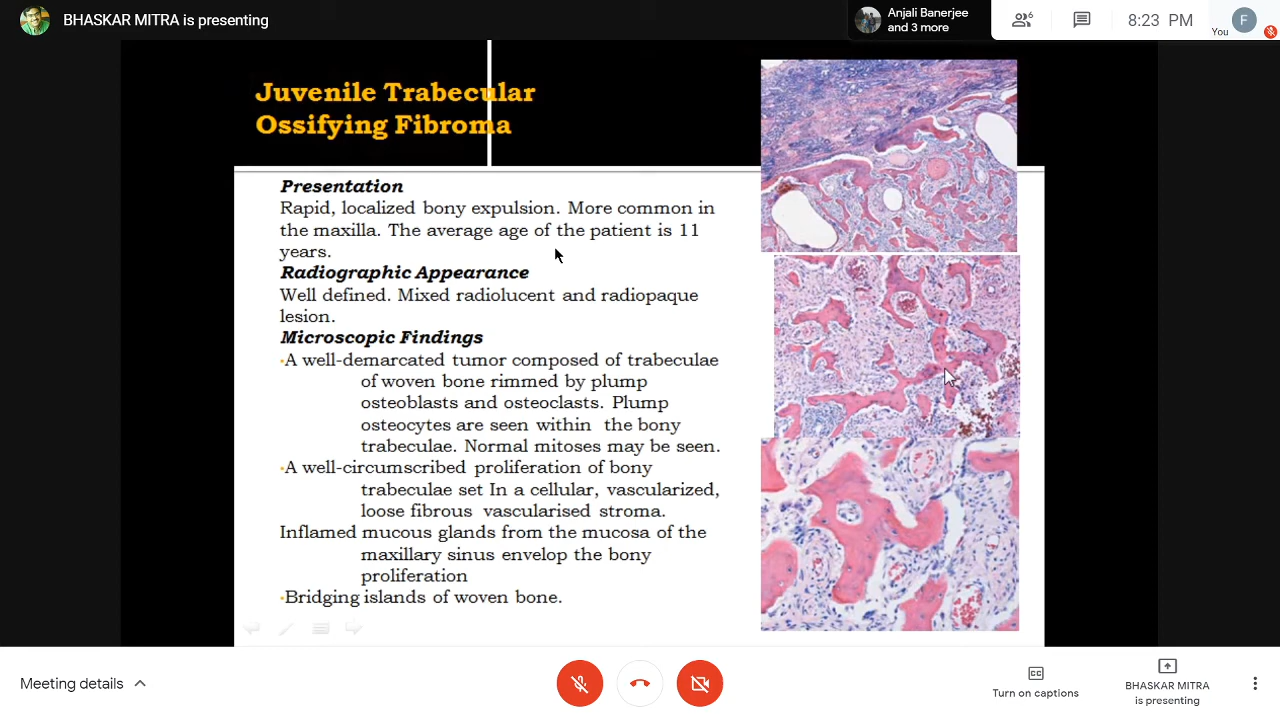 BHASKAR MITRA is presenting
Anjali Banerjee
and 3 more
6
8:23 PM
You
F
Juvenile Trabecular
Ossifying Fibroma
Presentation
Rapid, localized bony expulsion. More common in
the maxilla. The average age of the patient is 11
years.
Radiographic Appearance
Well defined. Mixed radiolucent and radiopaque
lesion.
Microscopic Findings
•A well-demarcated tumor composed of trabeculae
of woven bone rimmed by plump
osteoblasts and osteoclasts. Plump
osteocytes are seen within the bony
trabeculae. Normal mitoses may be seen.
•A well-circumscribed proliferation of bony
trabeculae set In a cellular, vascularized,
loose fibrous vascularised stroma.
Inflamed mucous glands from the mucosa of the
maxillary sinus envelop the bony
proliferation
•Bridging islands of woven bone.
Meeting details
Turn on captions
BHASKAR MITRA
is presenting